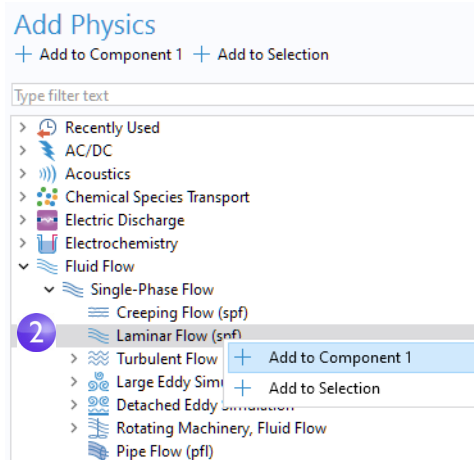 Add Physics
+ Add to Component 1 + Add to Selection
Type filter text
> Recently Used
> AC/DC
> Acoustics
> Chemical Species Transport
> Electric Discharge
> Electrochemistry
Fluid Flow
Single-Phase Flow
Creeping Flow (spf)
2 Laminar Flow (spf)
+ Add to Component 1
> Turbulent Flow
> Large Eddy
+ Add to Selection
> Detached Eddy Simulation
> Rotating Machinery, Fluid Flow
Pipe Flow (pfl)